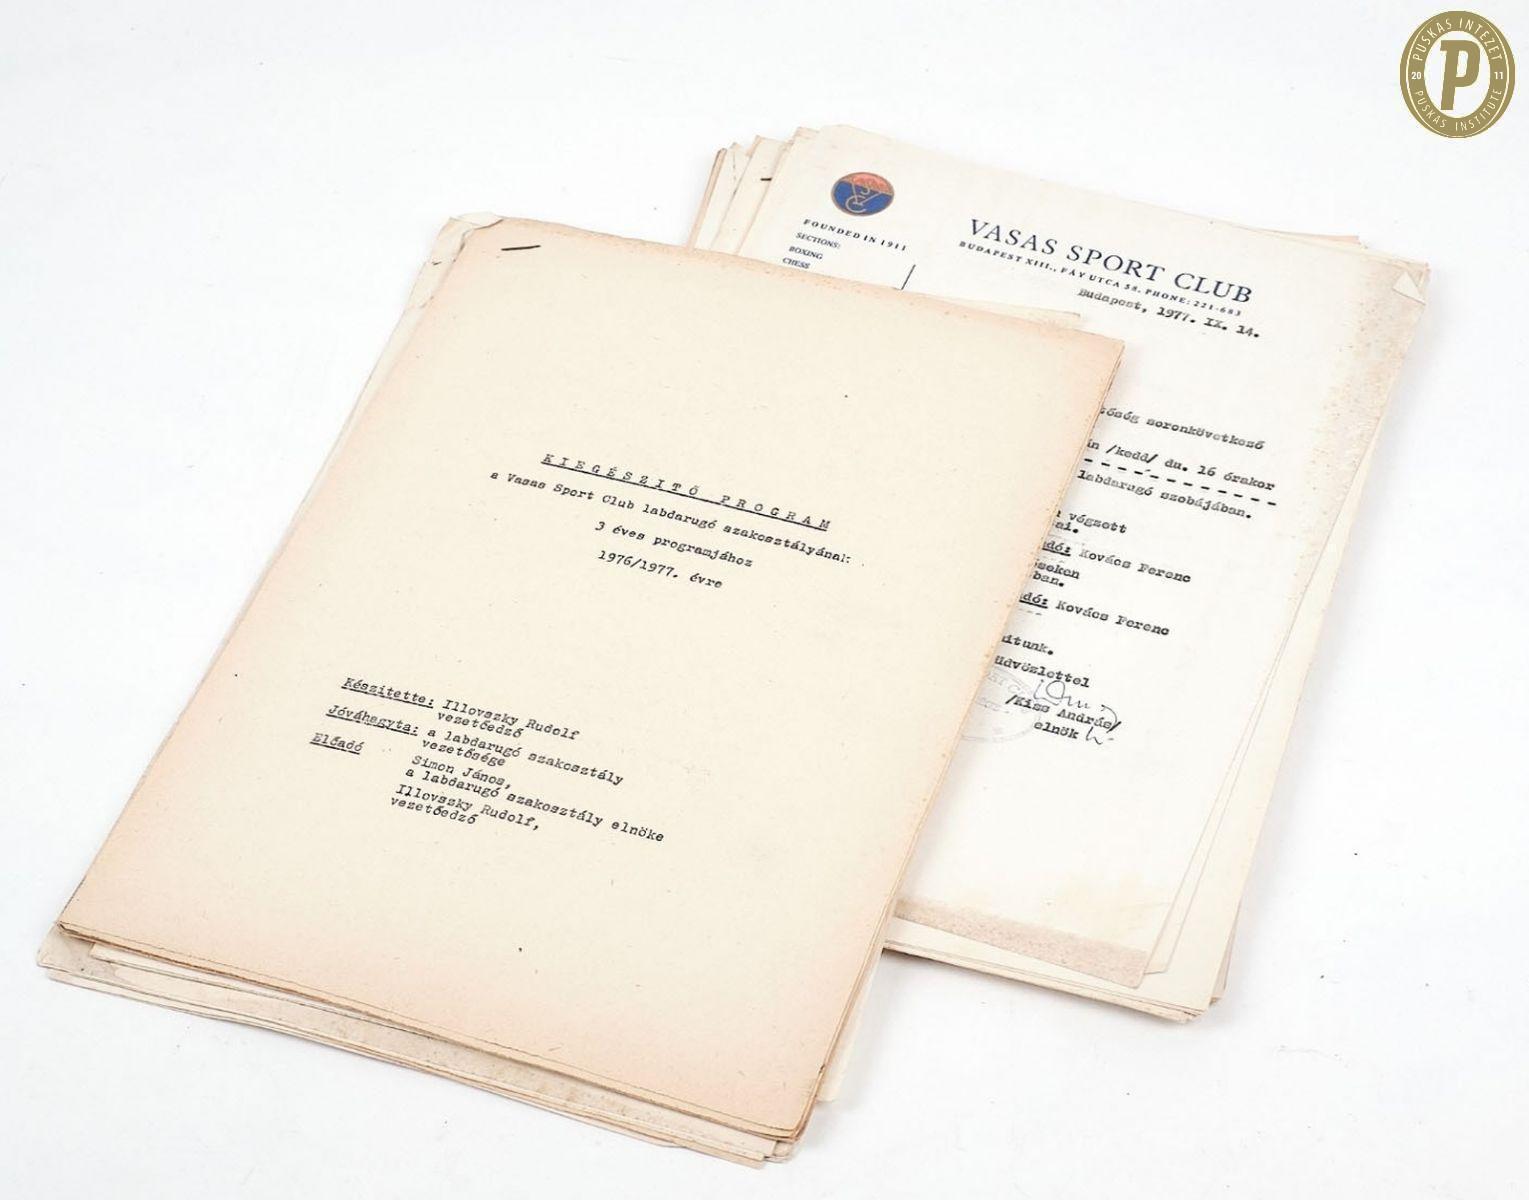 PUSKÁS INTÉZET
20 11
P
PUSKÁS INSTITUTE
FOUNDED IN 1911
SECTIONS:
BOXING
CHESS
VASAS SPORT CLUB
BUDAPEST XIII., FÁY UTCA 58. PHONE: 221-683
Budapest, 1977. IX. 14.
soronkövetkező
/kedd/ du. 16 órakor
labdarugó szobájában.
végzett
Kovács Ferenc
Kovács Ferenc
üdvözlettel
/Kiss András/
elnök
KIEGÉSZITŐ PROGRAM
a Vasas Sport Club labdarugó szakosztályának
3 éves programjához
1976/1977. évre
Készitette: Illovszky Rudolf
vezetőedző
Jóváhagyta: a labdarugó szakosztály
vezetősége
Előadó
Simon János,
a labdarugó szakosztály elnöke
Illovszky Rudolf,
vezetőedző